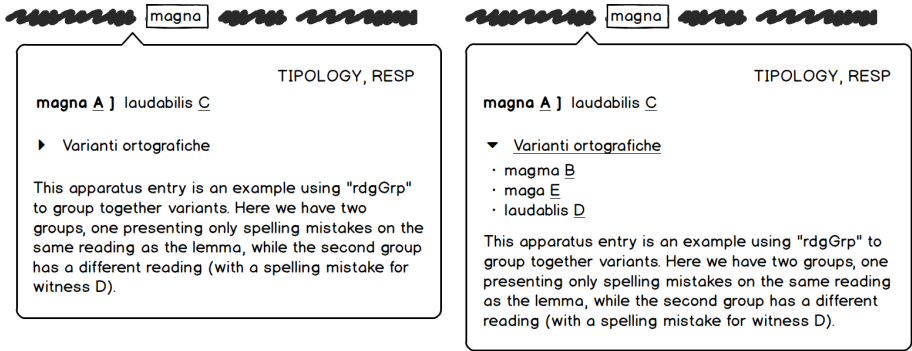 magna
TIPOLOGY, RESP
magna A ] laudabilis C
Varianti ortografiche
This apparatus entry is an example using "rdgGrp"
to group together variants. Here we have two
groups, one presenting only spelling mistakes on the
same reading as the lemma, while the second group
has a different reading (with a spelling mistake for
witness D).
magna
TIPOLOGY, RESP
magna A ] laudabilis C
Varianti ortografiche
· magma B
· maga E
· laudablis D
This apparatus entry is an example using "rdgGrp" to
group together variants. Here we have two groups, one
presenting only spelling mistakes on the same reading
as the lemma, while the second group has a different
reading (with a spelling mistake for witness D).